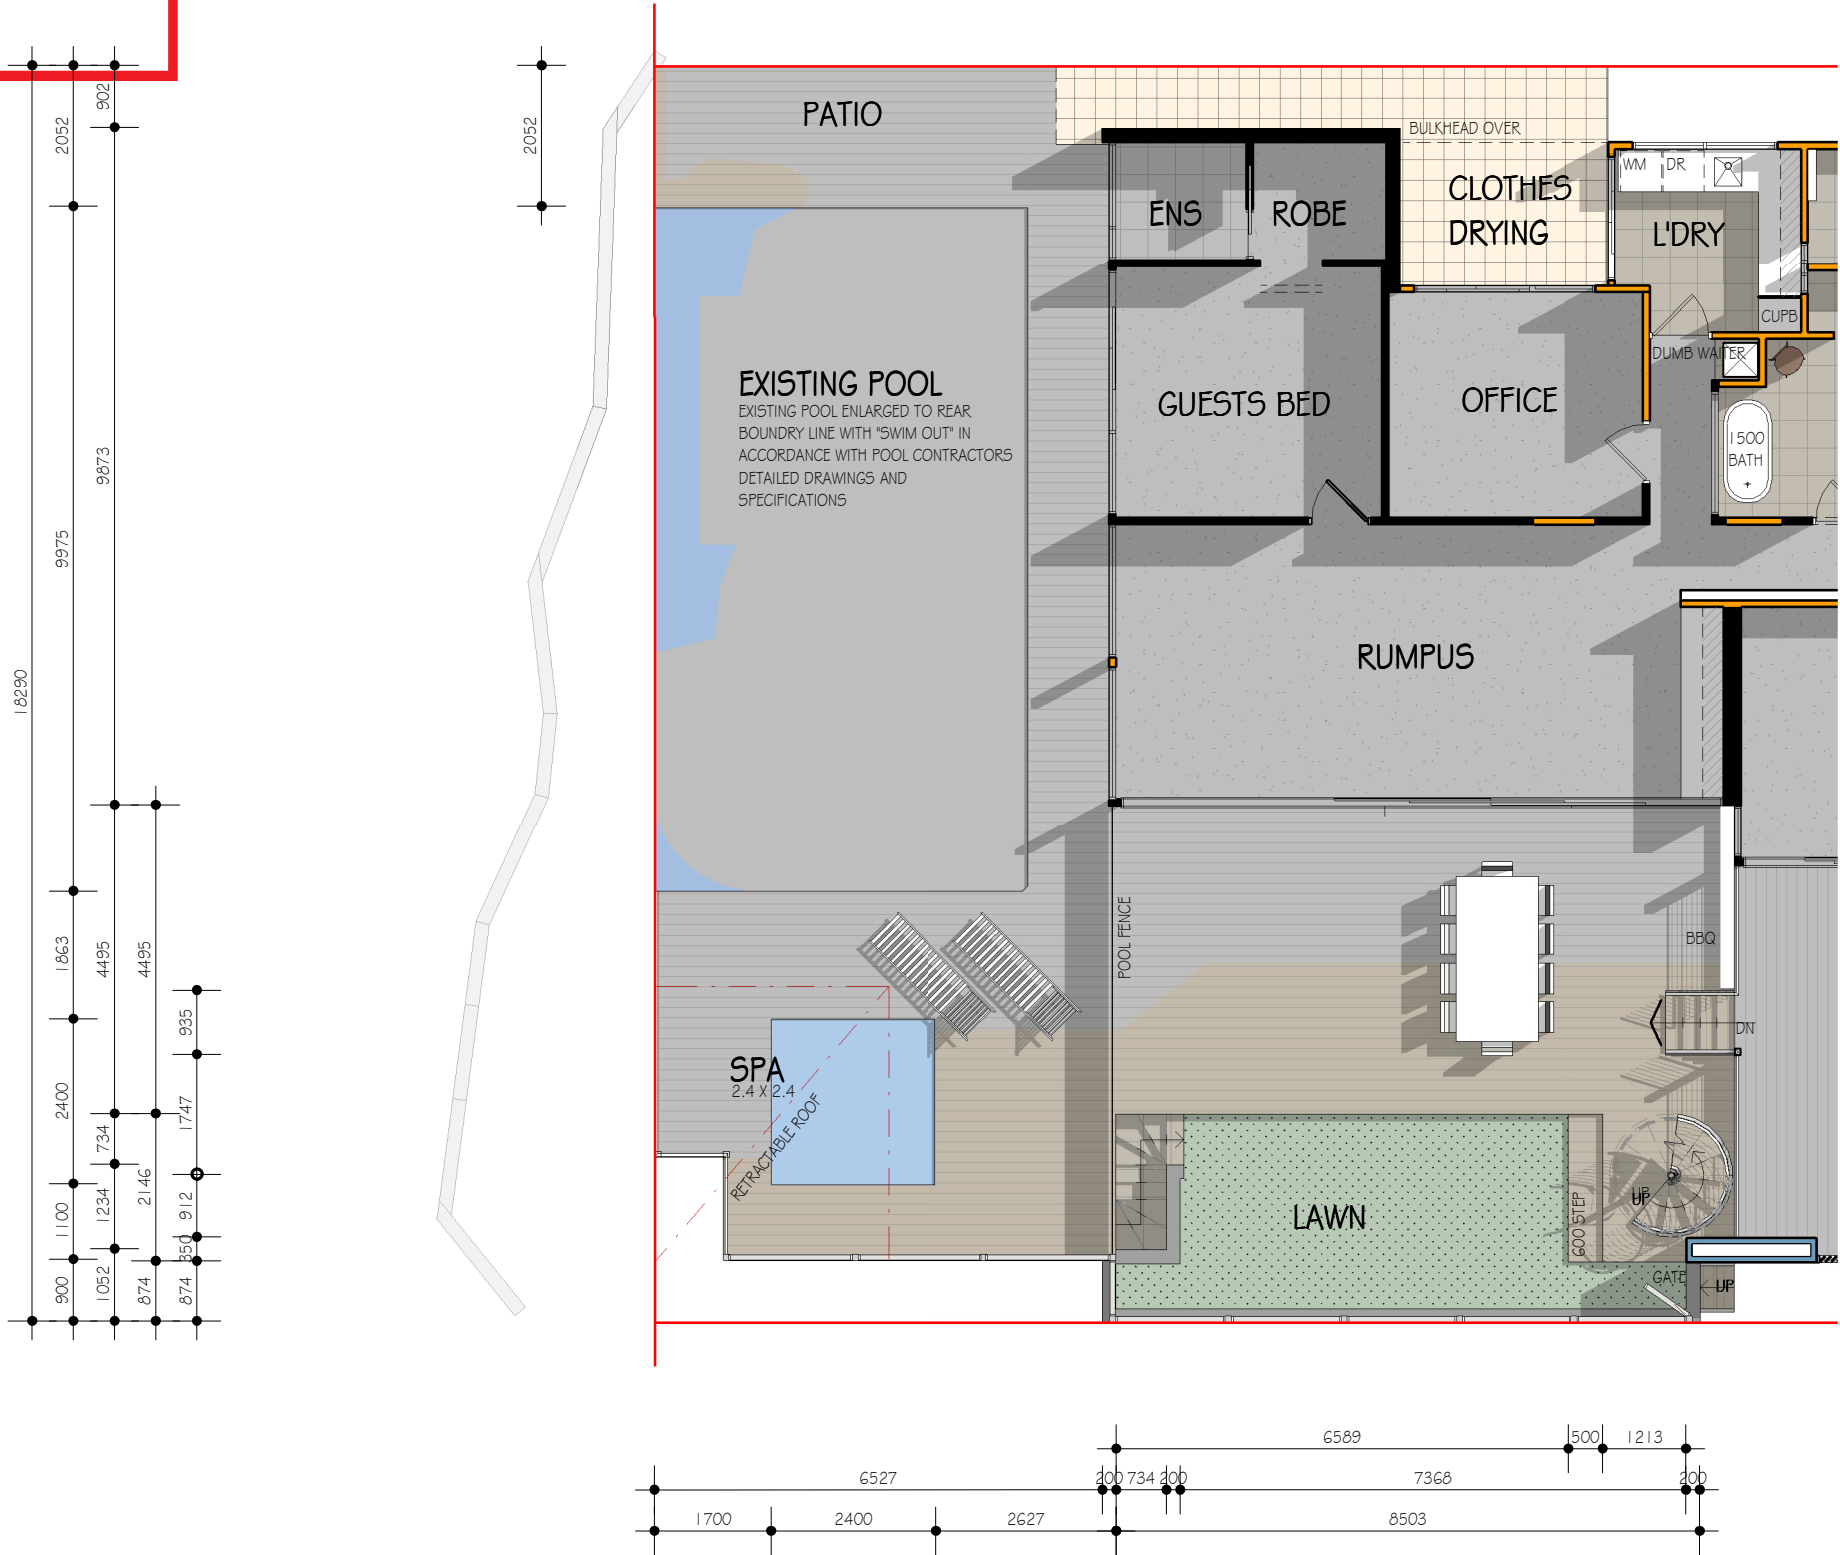 902
2052
2052
PATIO
BULKHEAD OVER
WM
DR
CLOTHES
DRYING
ENS
ROBE
L'DRY
CUPB
DUMB WAITER
EXISTING POOL
EXISTING POOL ENLARGED TO REAR
BOUNDRY LINE WITH "SWIM OUT" IN
ACCORDANCE WITH POOL CONTRACTORS
DETAILED DRAWINGS AND
SPECIFICATIONS
GUESTS BED
OFFICE
1500
BATH
9873
9975
18290
RUMPUS
POOL FENCE
BBQ
DN
1863
4495
4495
935
SPA
2.4 X 2.4
RETRACTABLE ROOF
2400
734
1747
2146
1100
1234
912
350
LAWN
600 STEP
UP
UP
GATE
UP
900
1052
874
874
6589
500
1213
6527
200
734
200
7368
200
1700
2400
2627
8503